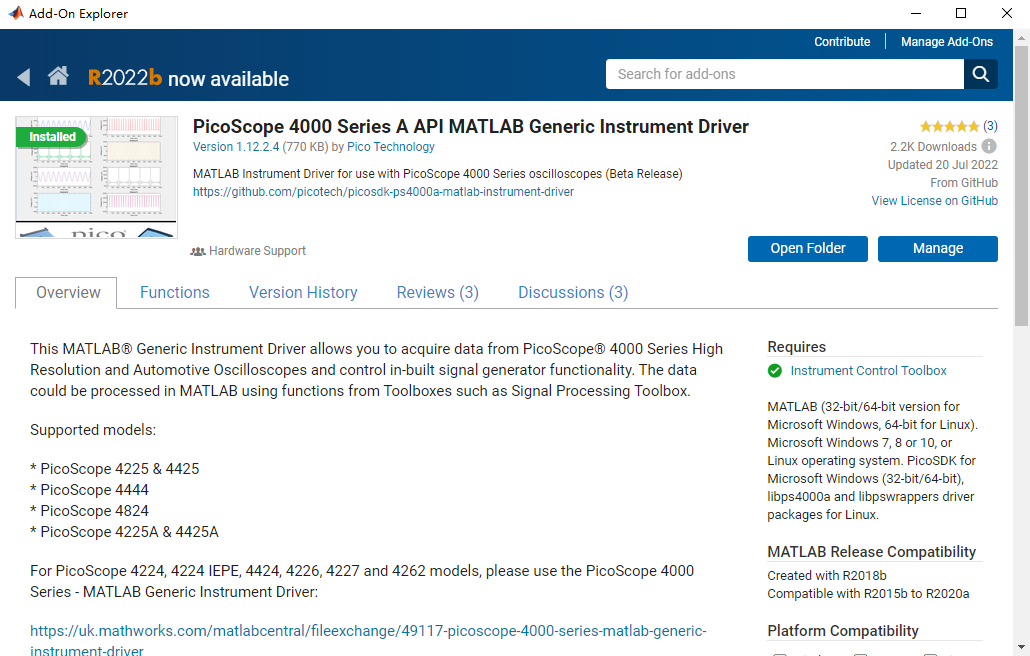 Add-On Explorer
Contribute
Manage Add-Ons
R2022b now available
Search for add-ons
Installed
pico
PicoScope 4000 Series A API MATLAB Generic Instrument Driver
Version 1.12.2.4 (770 KB) by Pico Technology
MATLAB Instrument Driver for use with PicoScope 4000 Series oscilloscopes (Beta Release)
https://github.com/picotech/picosdk-ps4000a-matlab-instrument-driver
Hardware Support
(3)
2.2K Downloads
Updated 20 Jul 2022
From GitHub
View License on GitHub
Open Folder
Manage
Overview
Functions
Version History
Reviews (3)
Discussions (3)
This MATLAB® Generic Instrument Driver allows you to acquire data from PicoScope® 4000 Series High
Resolution and Automotive Oscilloscopes and control in-built signal generator functionality. The data
could be processed in MATLAB using functions from Toolboxes such as Signal Processing Toolbox.
Supported models:
* PicoScope 4225 & 4425
* PicoScope 4444
* PicoScope 4824
* PicoScope 4225A & 4425A
For PicoScope 4224, 4224 IEPE, 4424, 4226, 4227 and 4262 models, please use the PicoScope 4000
Series - MATLAB Generic Instrument Driver:
https://uk.mathworks.com/matlabcentral/fileexchange/49117-picoscope-4000-series-matlab-generic-
instrument-driver
Requires
Instrument Control Toolbox
MATLAB (32-bit/64-bit version for
Microsoft Windows, 64-bit for Linux).
Microsoft Windows 7, 8 or 10, or
Linux operating system. PicoSDK for
Microsoft Windows (32-bit/64-bit),
libps4000a and libpswrappers driver
packages for Linux.
MATLAB Release Compatibility
Created with R2018b
Compatible with R2015b to R2020a
Platform Compatibility